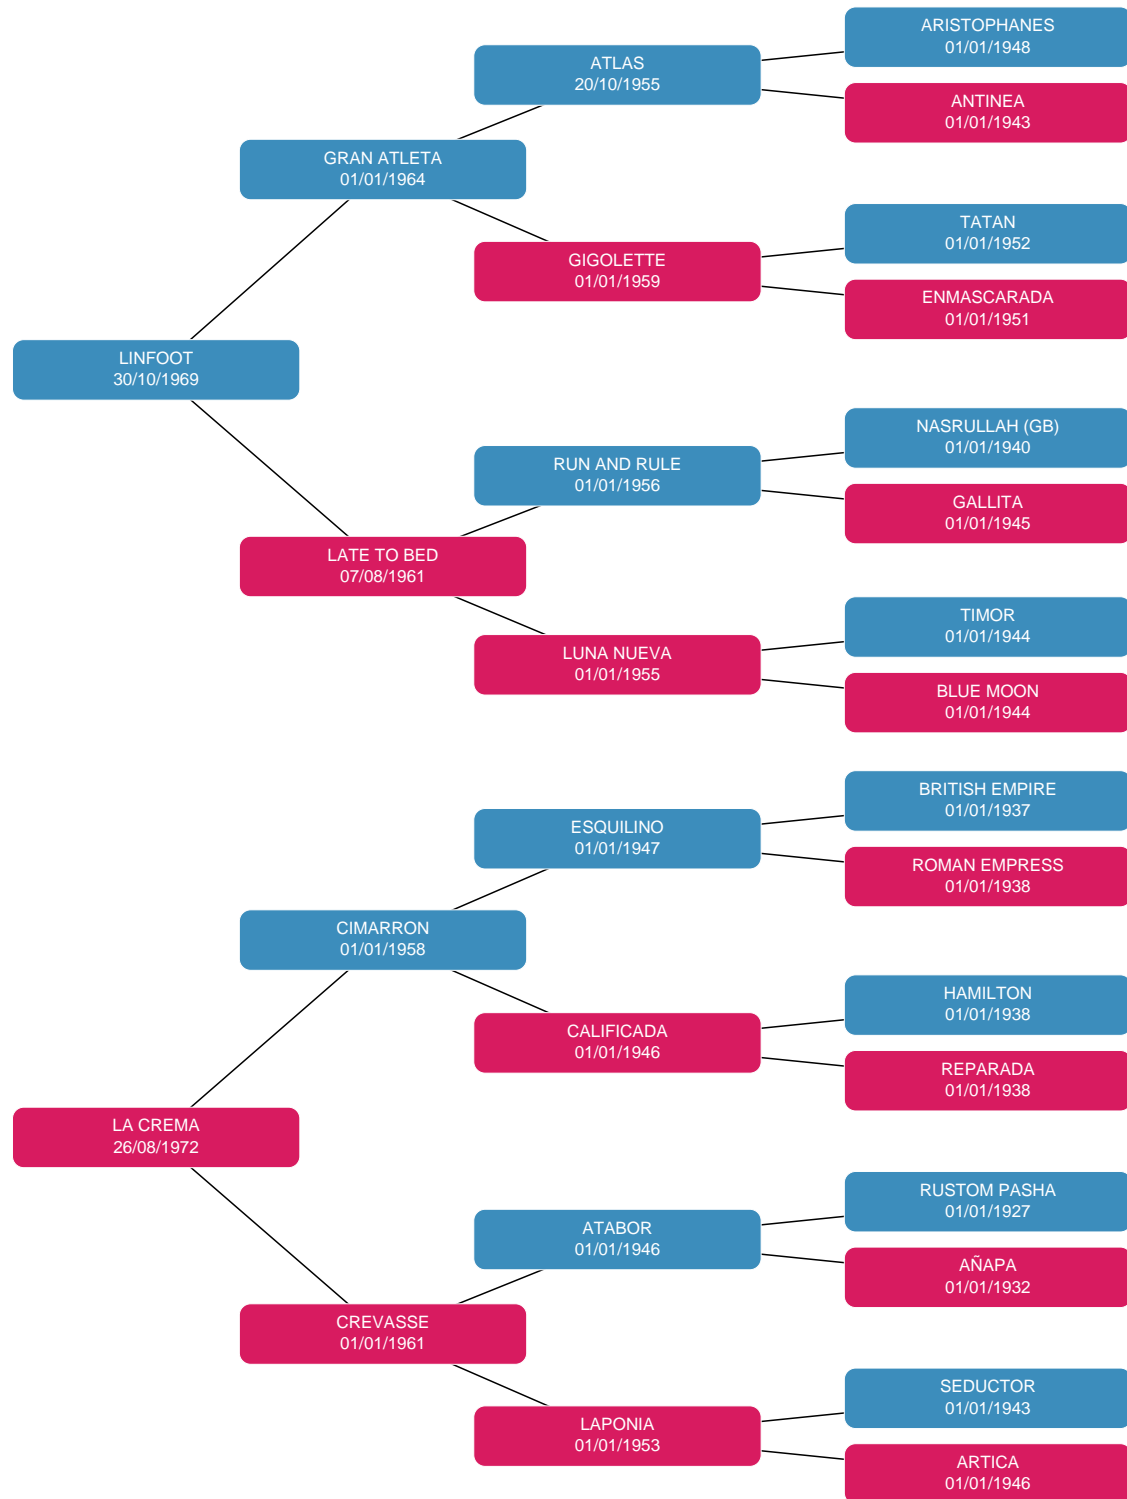 ARISTOPHANES
01/01/1948
ATLAS
20/10/1955
ANTINEA
01/01/1943
GRAN ATLETA
01/01/1964
TATAN
01/01/1952
GIGOLETTE
01/01/1959
ENMASCARADA
01/01/1951
LINFOOT
30/10/1969
NASRULLAH (GB)
01/01/1940
RUN AND RULE
01/01/1956
GALLITA
01/01/1945
LATE TO BED
07/08/1961
TIMOR
01/01/1944
LUNA NUEVA
01/01/1955
BLUE MOON
01/01/1944
BRITISH EMPIRE
01/01/1937
ESQUILINO
01/01/1947
ROMAN EMPRESS
01/01/1938
CIMARRON
01/01/1958
HAMILTON
01/01/1938
CALIFICADA
01/01/1946
REPARADA
01/01/1938
LA CREMA
26/08/1972
RUSTOM PASHA
01/01/1927
ATABOR
01/01/1946
AÑAPA
01/01/1932
CREVASSE
01/01/1961
SEDUCTOR
01/01/1943
LAPONIA
01/01/1953
ARTICA
01/01/1946